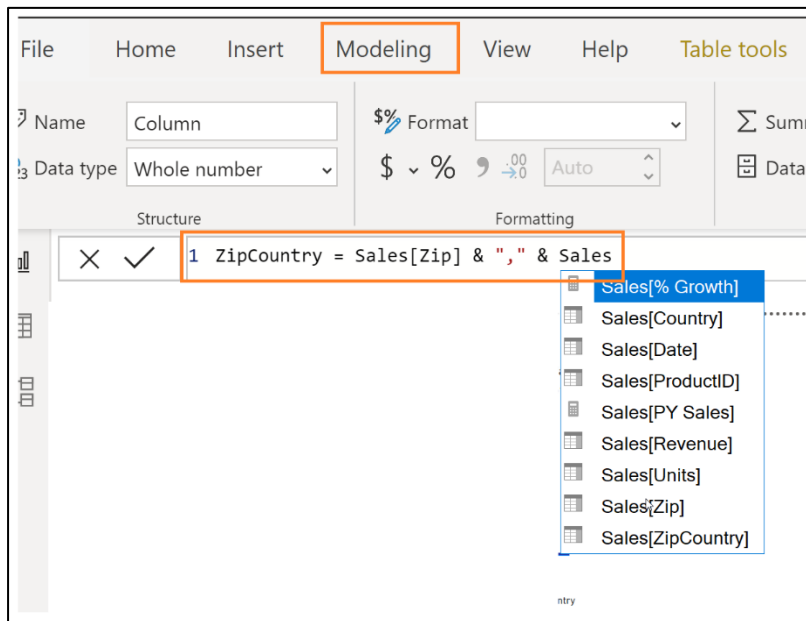 File Home Insert Modeling View Help Table tools
Name Column $% Format Σ Sum
Data type Whole number $ % , .00 →.0 Auto Data
Structure Formatting
1 ZipCountry = Sales[Zip] & "," & Sales
Sales[% Growth]
Sales[Country]
Sales[Date]
Sales[ProductID]
Sales[PY Sales]
Sales[Revenue]
Sales[Units]
Sales[Zip]
Sales[ZipCountry]
ntry